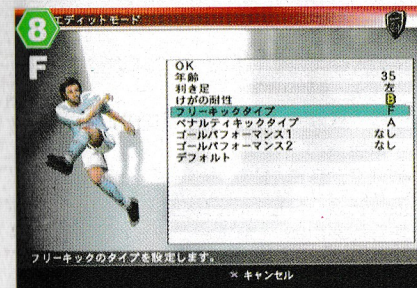 8
エディットモード
F
OK
年齢 35
利き足 左
けがの耐性 B
フリーキックタイプ F
ペナルティキックタイプ A
ゴールパフォーマンス1 なし
ゴールパフォーマンス2 なし
デフォルト
フリーキックのタイプを設定します。
× キャンセル